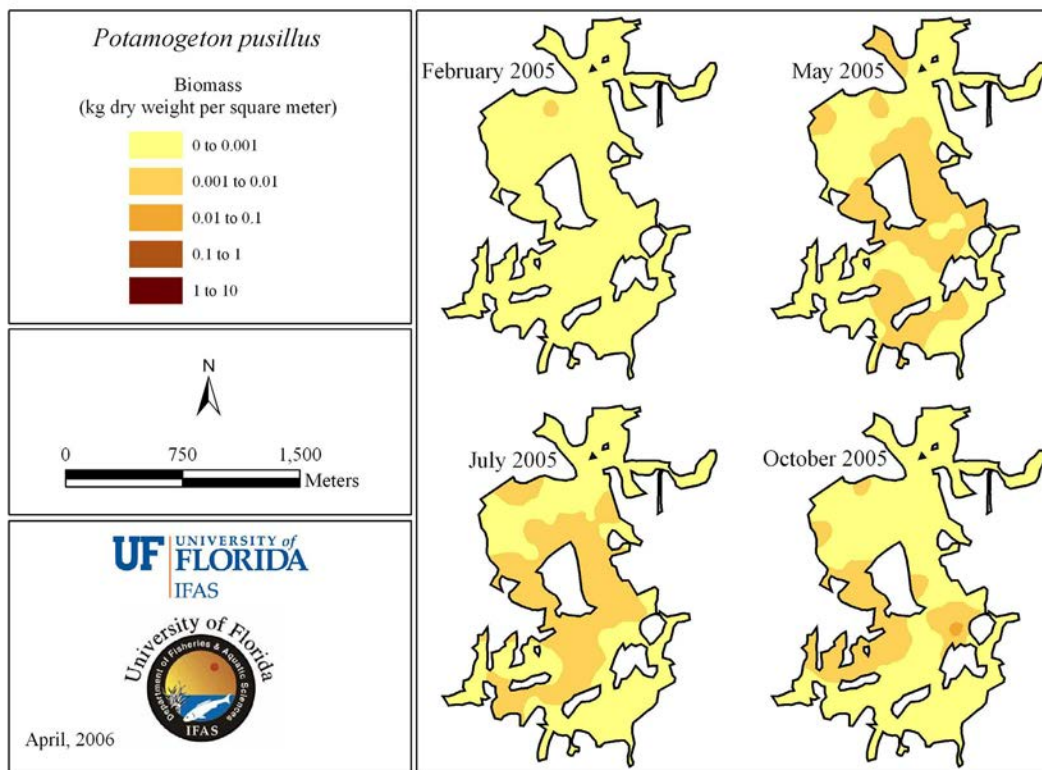 Potamogeton pusillus
Biomass
(kg dry weight per square meter)
0 to 0.001
0.001 to 0.01
0.01 to 0.1
0.1 to 1
1 to 10
N
0 750 1,500
Meters
UF UNIVERSITY of
FLORIDA
IFAS
University of Florida
Department of Fisheries & Aquatic Sciences
IFAS
April, 2006
February 2005
May 2005
July 2005
October 2005